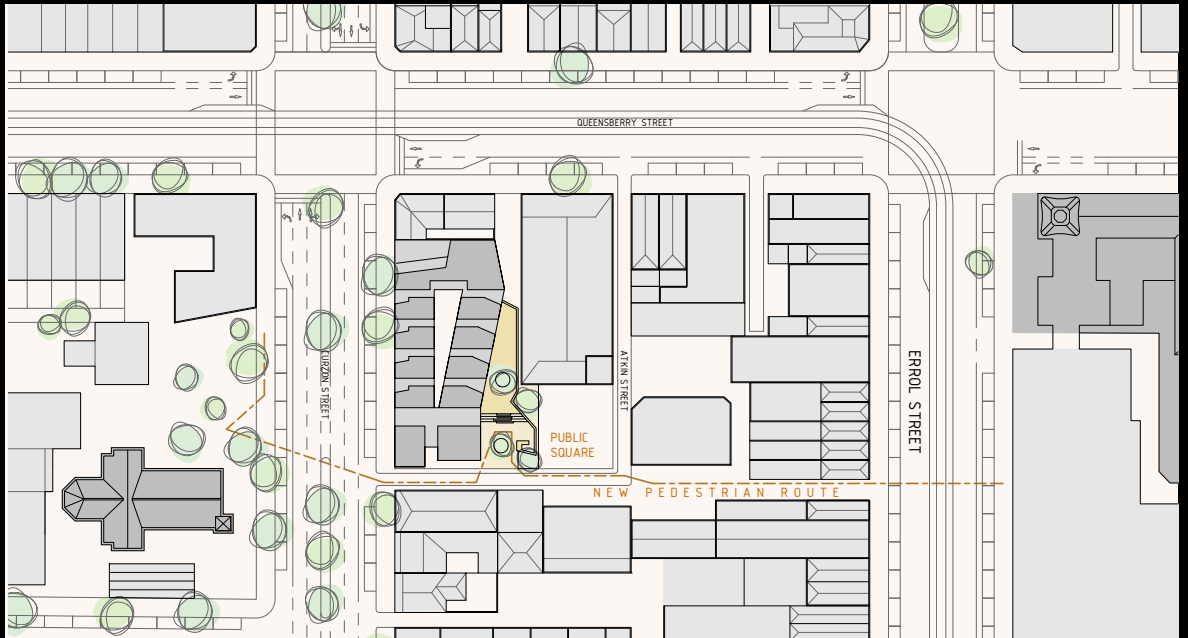 QUEENSBERRY STREET
CURZON STREET
ATKIN STREET
ERROL STREET
PUBLIC
SQUARE
NEW PEDESTRIAN ROUTE